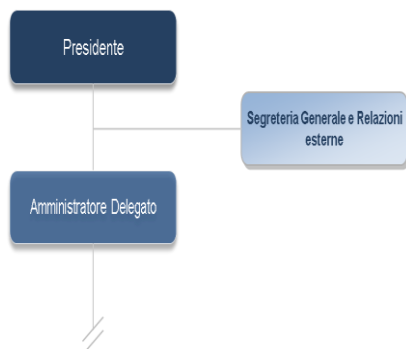 Presidente
Segreteria Generale e Relazioni
esterne
Amministratore Delegato